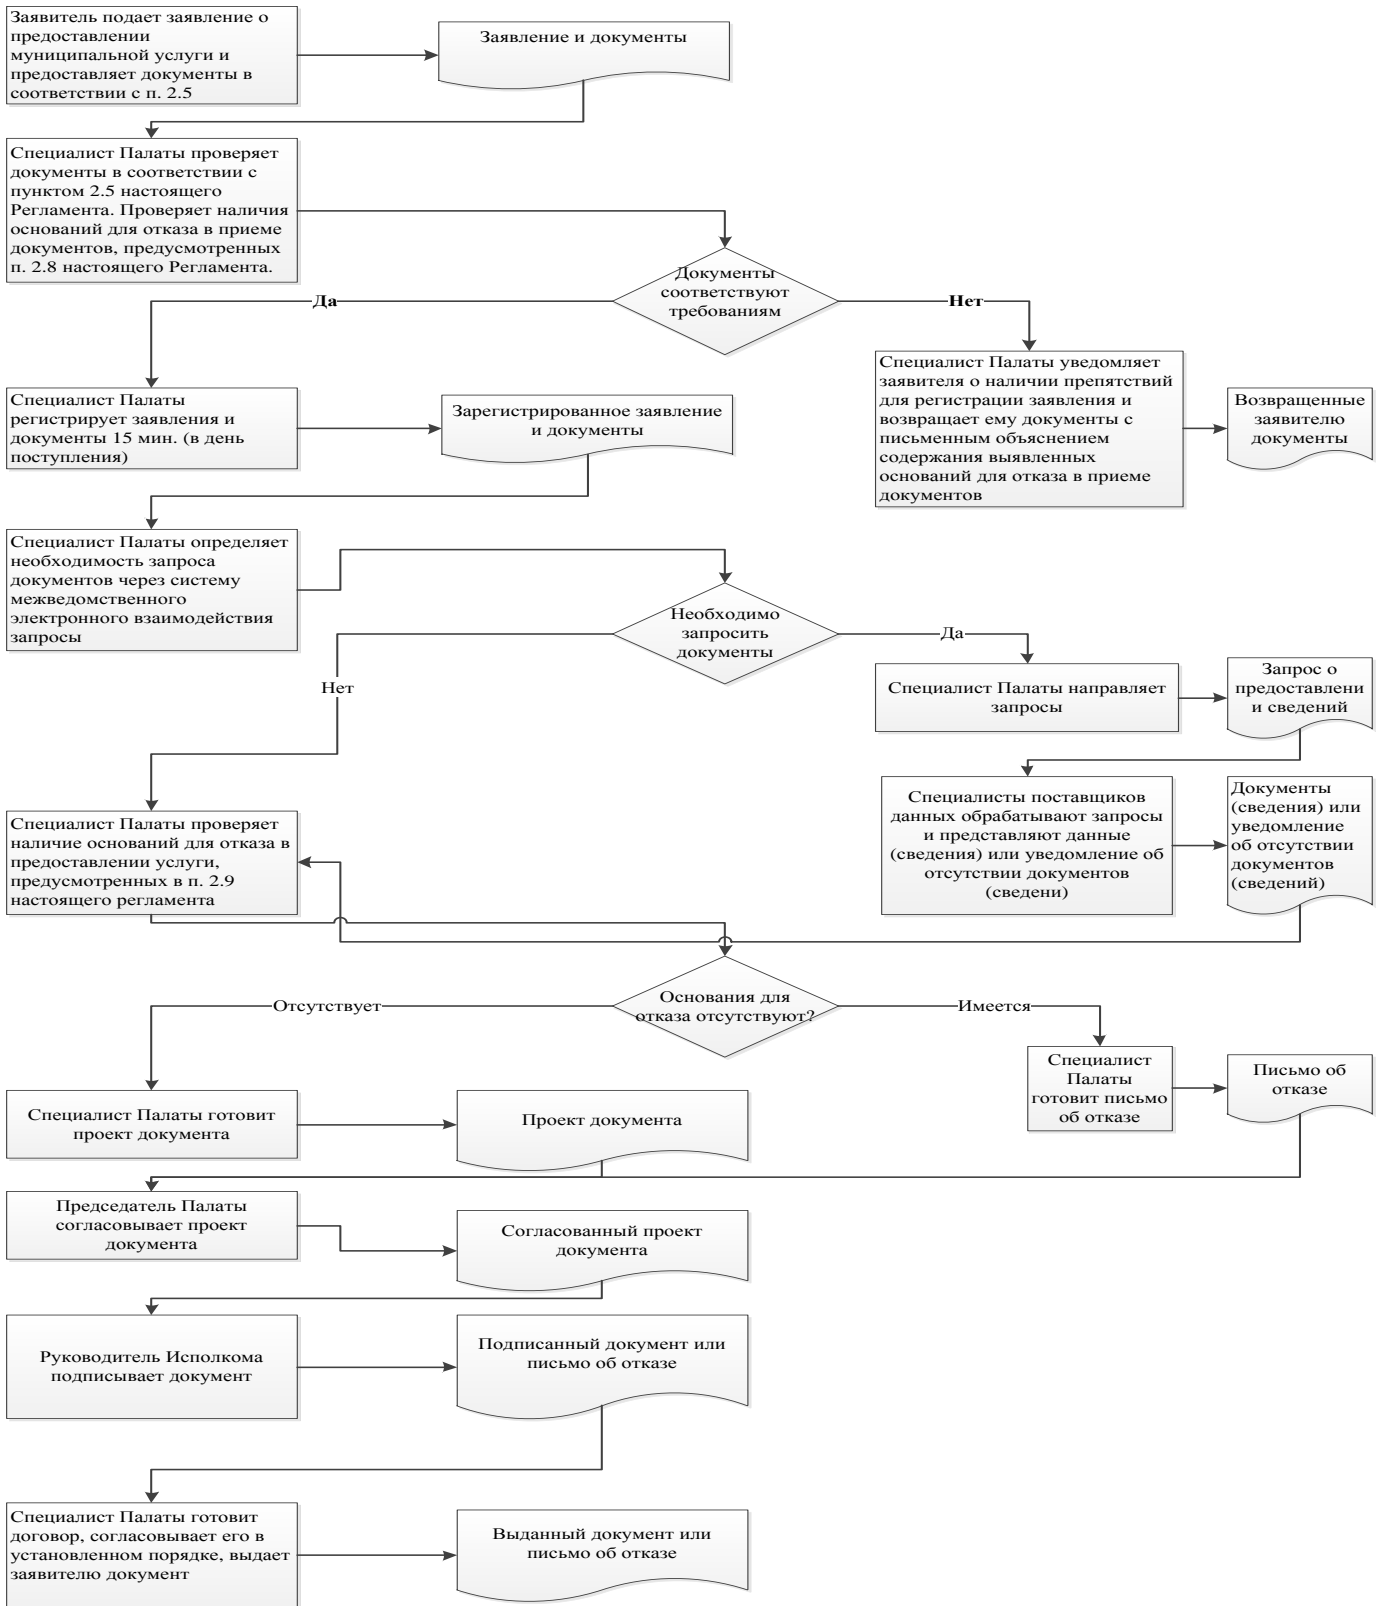 Заявитель подает заявление о
предоставлении
муниципальной услуги и
предоставляет документы в
соответствии с п. 2.5
Заявление и документы
Специалист Палаты проверяет
документы в соответствии с
пунктом 2.5 настоящего
Регламента. Проверяет наличия
оснований для отказа в приеме
документов, предусмотренных
п. 2.8 настоящего Регламента.
Документы
соответствуют
требованиям
Да
Нет
Специалист Палаты
регистрирует заявления и
документы 15 мин. (в день
поступления)
Зарегистрированное заявление
и документы
Специалист Палаты уведомляет
заявителя о наличии препятствий
для регистрации заявления и
возвращает ему документы с
письменным объяснением
содержания выявленных
оснований для отказа в приеме
документов
Возвращенные
заявителю
документы
Специалист Палаты определяет
необходимость запроса
документов через систему
межведомственного
электронного взаимодействия
запросы
Необходимо
запросить
документы
Да
Нет
Специалист Палаты направляет
запросы
Запрос о
предоставлени
и сведений
Специалисты поставщиков
данных обрабатывают запросы
и представляют данные
(сведения) или уведомление об
отсутствии документов
(сведени)
Документы
(сведения) или
уведомление
об отсутствии
документов
(сведений)
Специалист Палаты проверяет
наличие оснований для отказа в
предоставлении услуги,
предусмотренных в п. 2.9
настоящего регламента
Основания для
отказа отсутствуют?
Отсутствует
Имеется
Специалист
Палаты
готовит письмо
об отказе
Письмо об
отказе
Специалист Палаты готовит
проект документа
Проект документа
Председатель Палаты
согласовывает проект
документа
Согласованный проект
документа
Руководитель Исполкома
подписывает документ
Подписанный документ или
письмо об отказе
Специалист Палаты готовит
договор, согласовывает его в
установленном порядке, выдает
заявителю документ
Выданный документ или
письмо об отказе